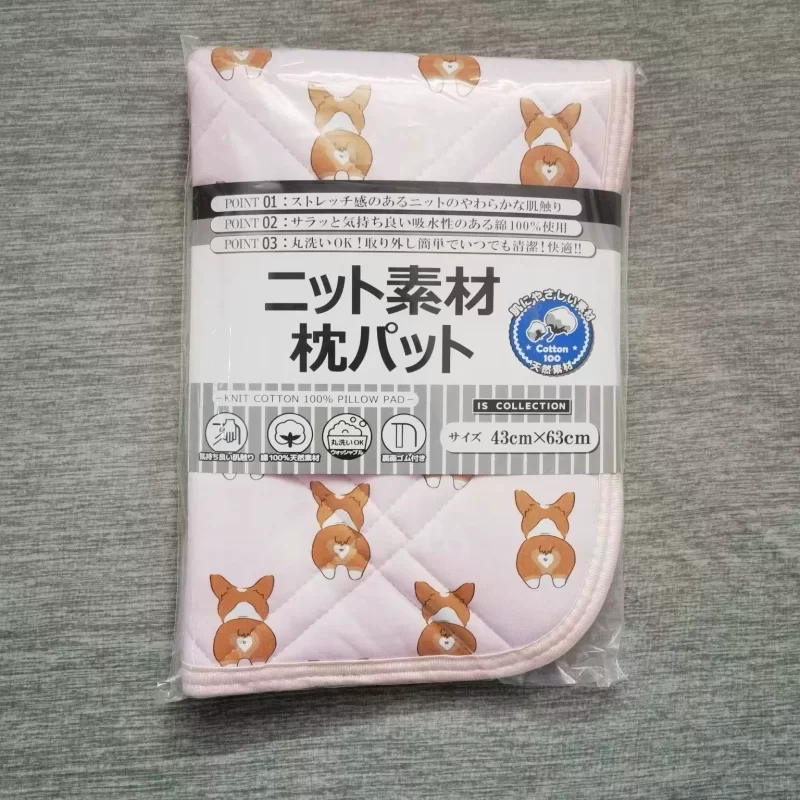 POINT 01：ストレッチ感のあるニットのやわらかな肌触り
POINT 02：サラッと気持ち良い吸水性のある綿100%使用
POINT 03：丸洗いOK！取り外し簡単でいつでも清潔！快適!!
ニット素材
枕パット
肌にやさしい素材
Cotton
100
天然素材
KNIT COTTON 100% PILLOW PAD
IS COLLECTION
気持ち良い肌触り
綿100%天然素材
丸洗いOK
ウォッシャブル
裏面ゴム付き
サイズ 43cm×63cm